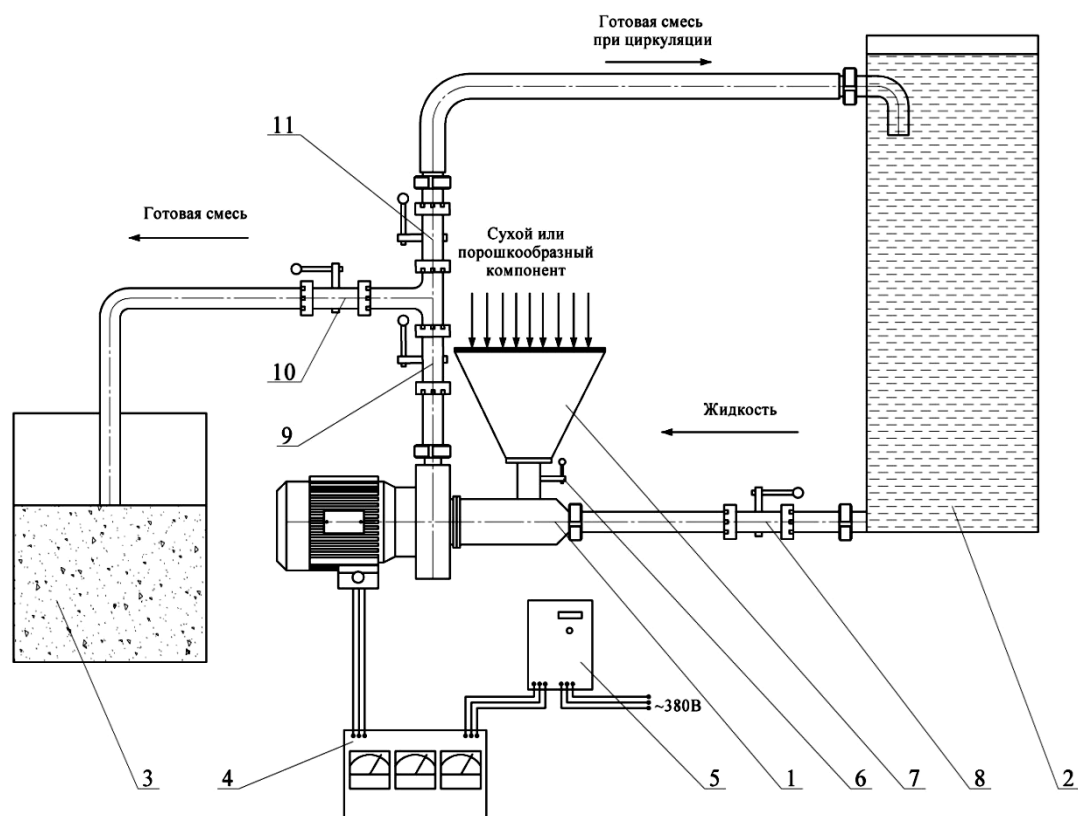 Готовая смесь
при циркуляции
11
Готовая смесь
Сухой или
порошкообразный
компонент
10
9
Жидкость
~380В
3
4
5
1
6
7
8
2